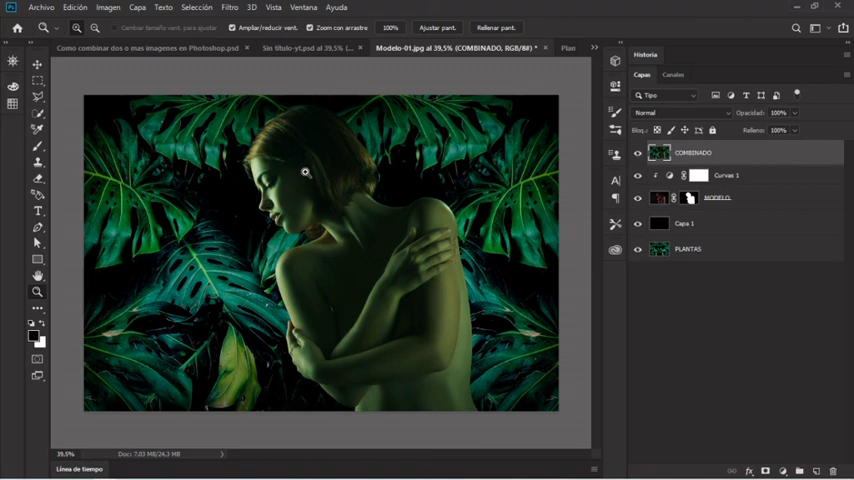 Ps Archivo Edición Imagen Capa Texto Selección Filtro 3D Vista Ventana Ayuda
Cambiar tamaño vent. para ajustar Ampliar/reducir vent. Zoom con arrastre 100% Ajustar pant. Rellenar pant.
Como combinar dos o mas imagenes en Photoshop.psd × Sin título-yt.psd al 39,5% (... × Modelo-01.jpg al 39,5% (COMBINADO, RGB/8#) * × Plan
Historia
Capas Canales
Tipo
Normal Opacidad: 100%
Bloq.: Relleno: 100%
COMBINADO
Curvas 1
MODELO
Capa 1
PLANTAS
39,5% Doc: 7.03 MB/24.3 MB
Línea de tiempo